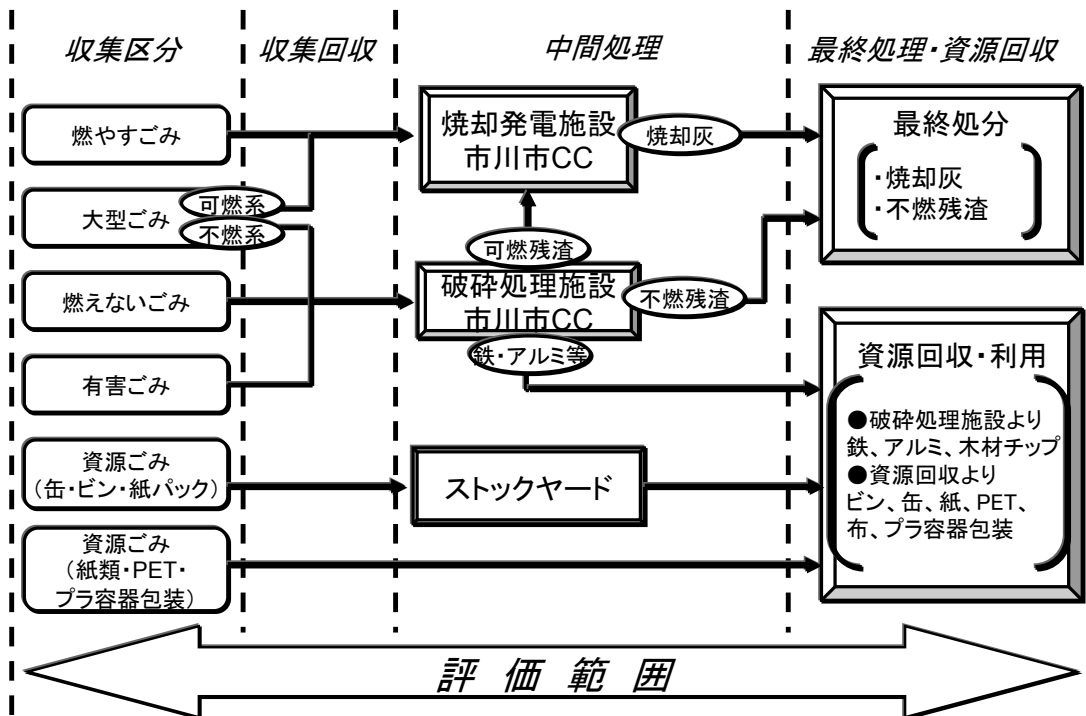 収集区分
収集回収
中間処理
最終処理・資源回収
燃やすごみ
大型ごみ
可燃系
不燃系
燃えないごみ
有害ごみ
資源ごみ
(缶・ビン・紙パック)
資源ごみ
(紙類・PET・
プラ容器包装)
焼却発電施設
市川市CC
焼却灰
可燃残渣
破砕処理施設
市川市CC
不燃残渣
鉄・アルミ等
ストックヤード
最終処分
・焼却灰
・不燃残渣
資源回収・利用
●破砕処理施設より
鉄、アルミ、木材チップ
●資源回収より
ビン、缶、紙、PET、
布、プラ容器包装
評価範囲